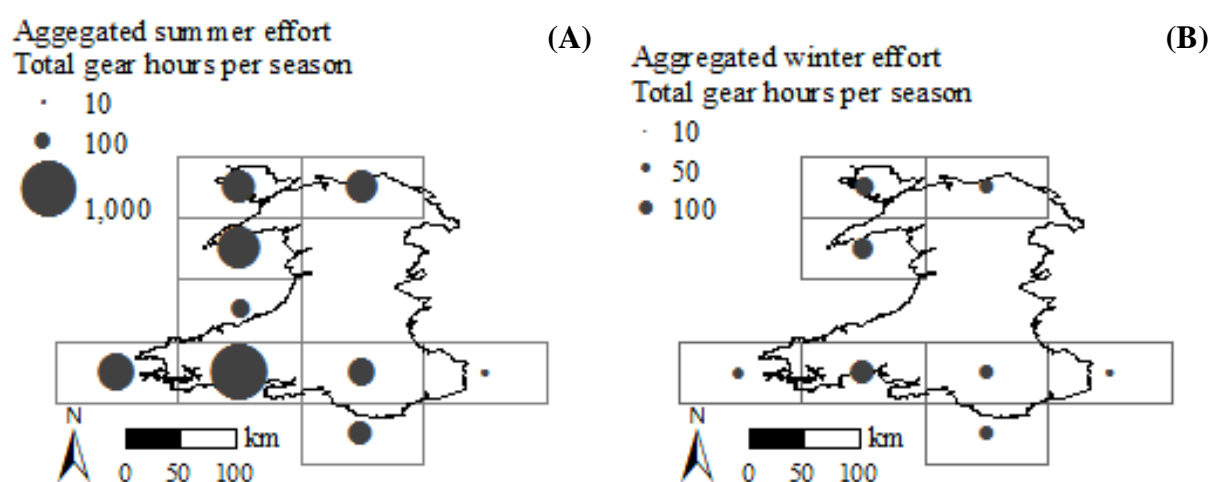 Aggegated summer effort
Total gear hours per season
10
100
1,000
(A)
N
km
0 50 100
Aggregated winter effort
Total gear hours per season
10
50
100
(B)
N
km
0 50 100